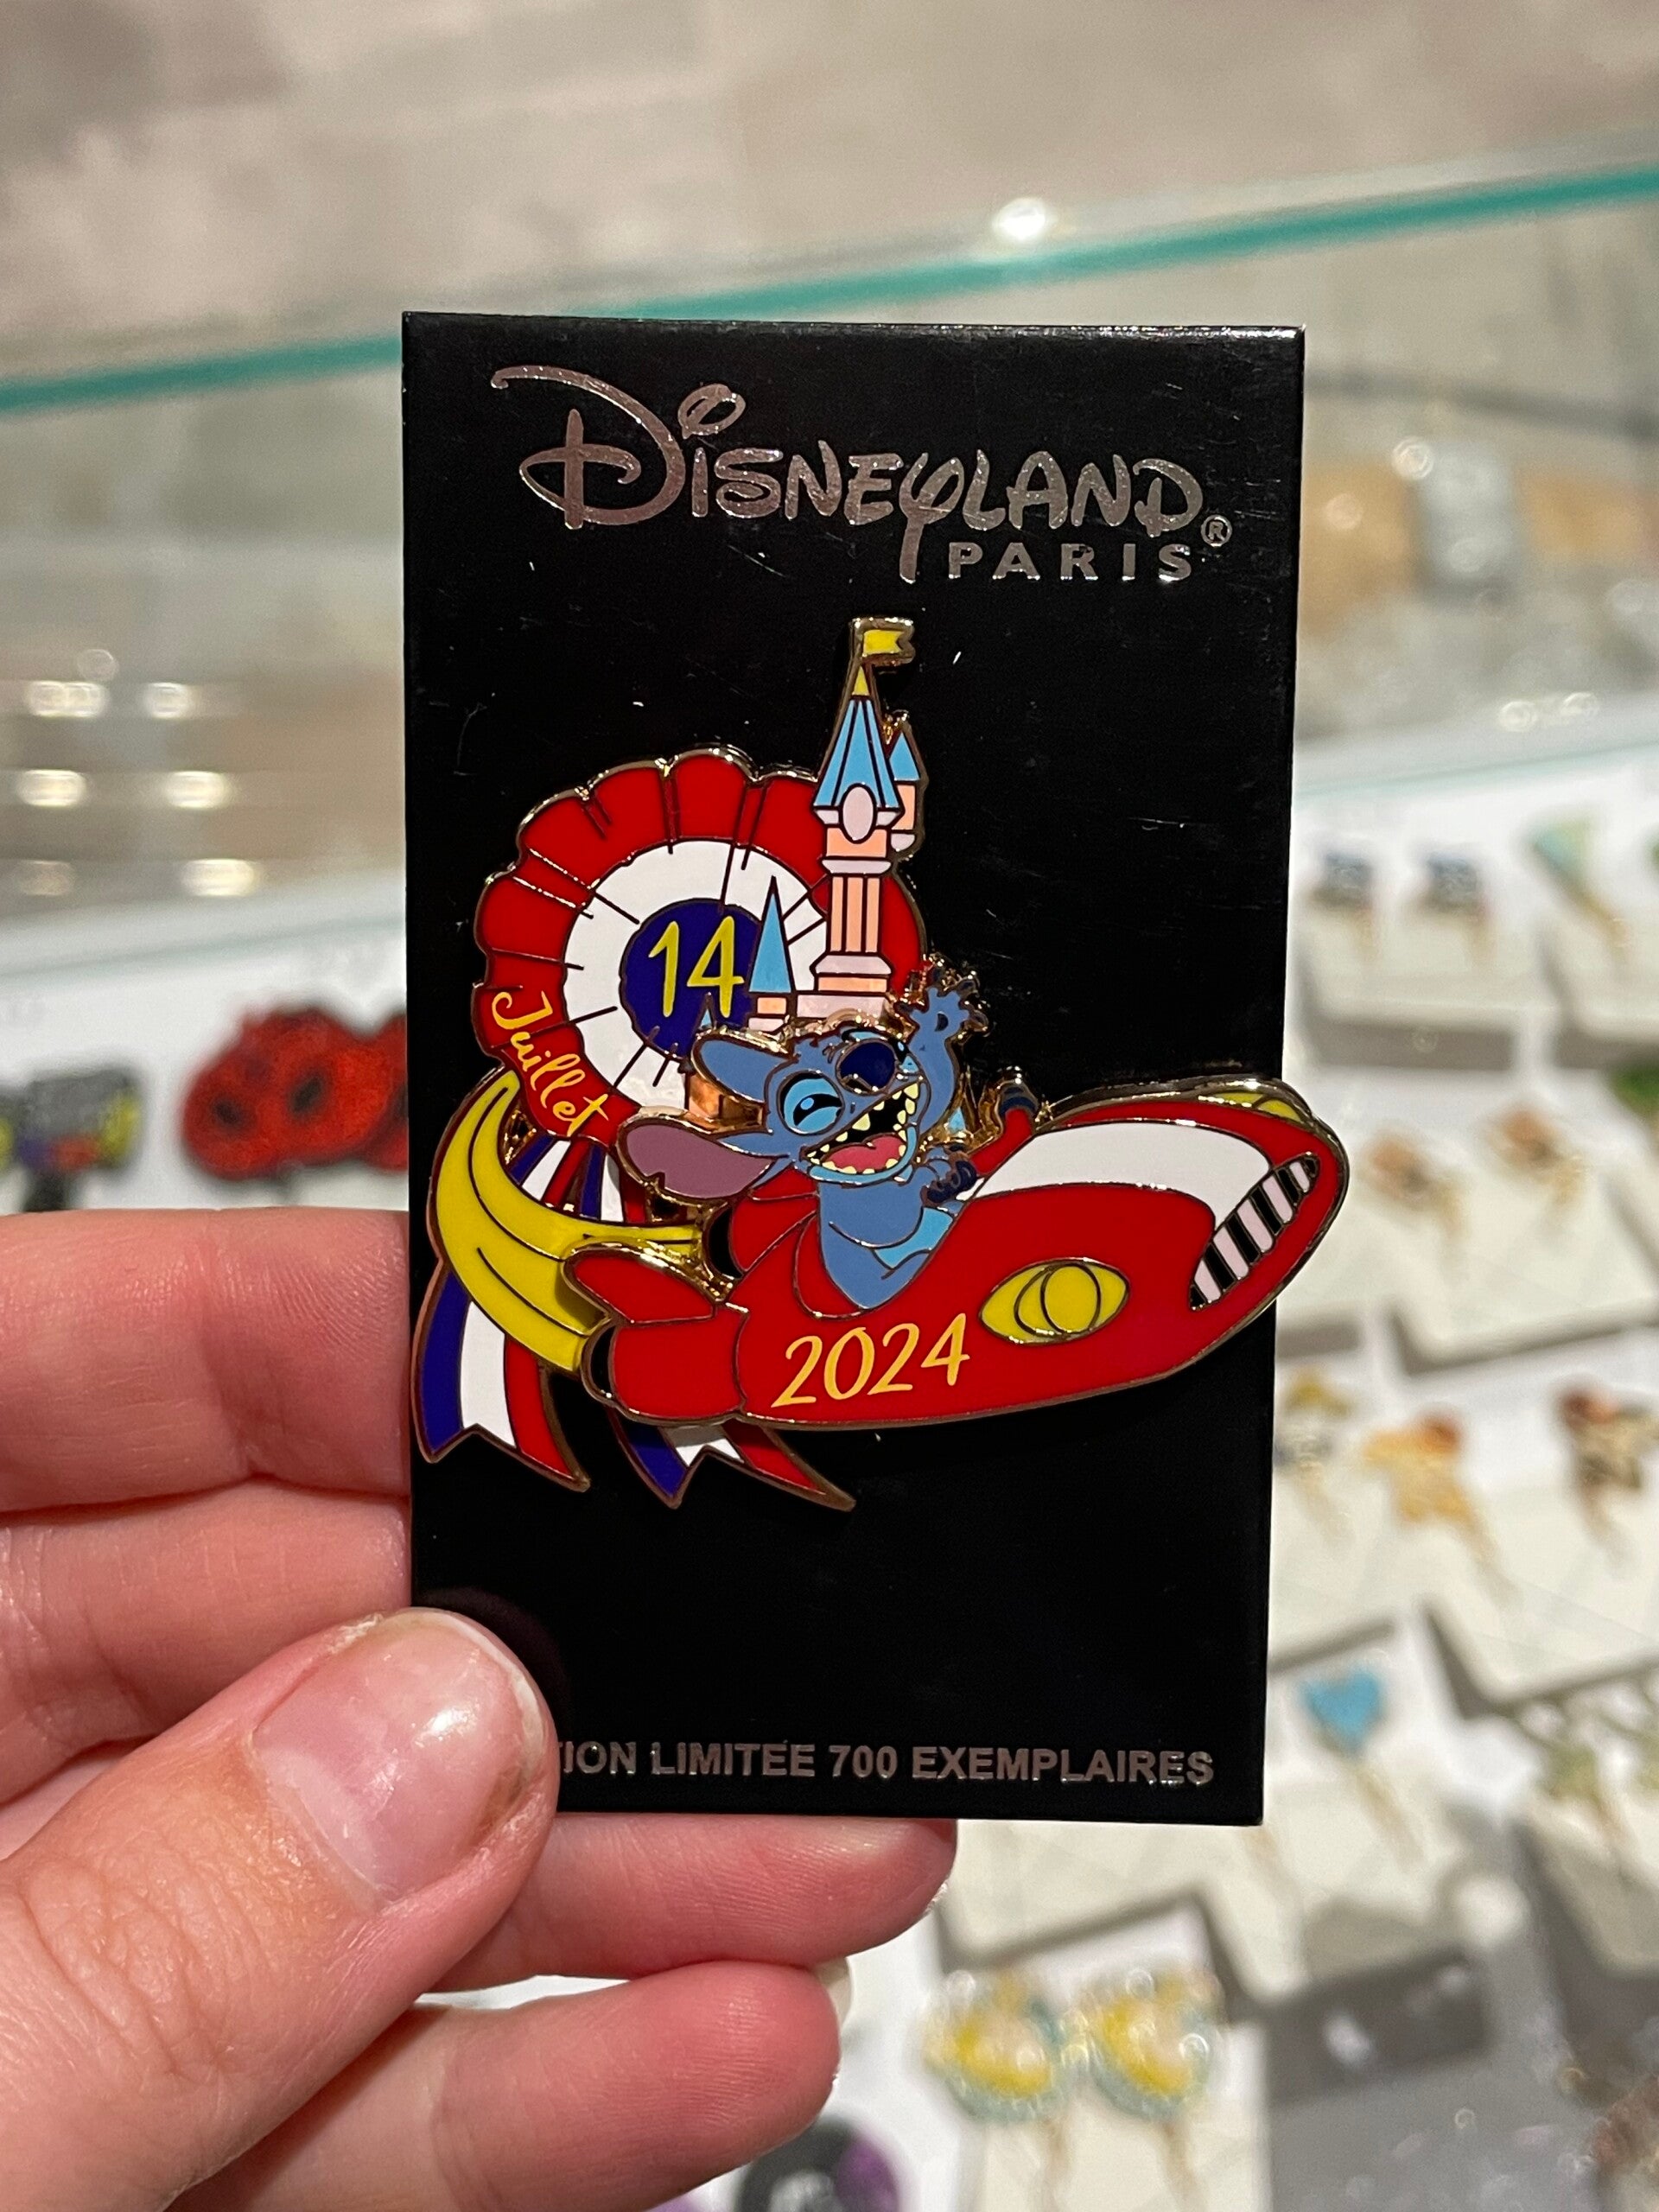 Disneyland®
PARIS
14
Juillet
2024
LIMITEE 700 EXEMPLAIRES